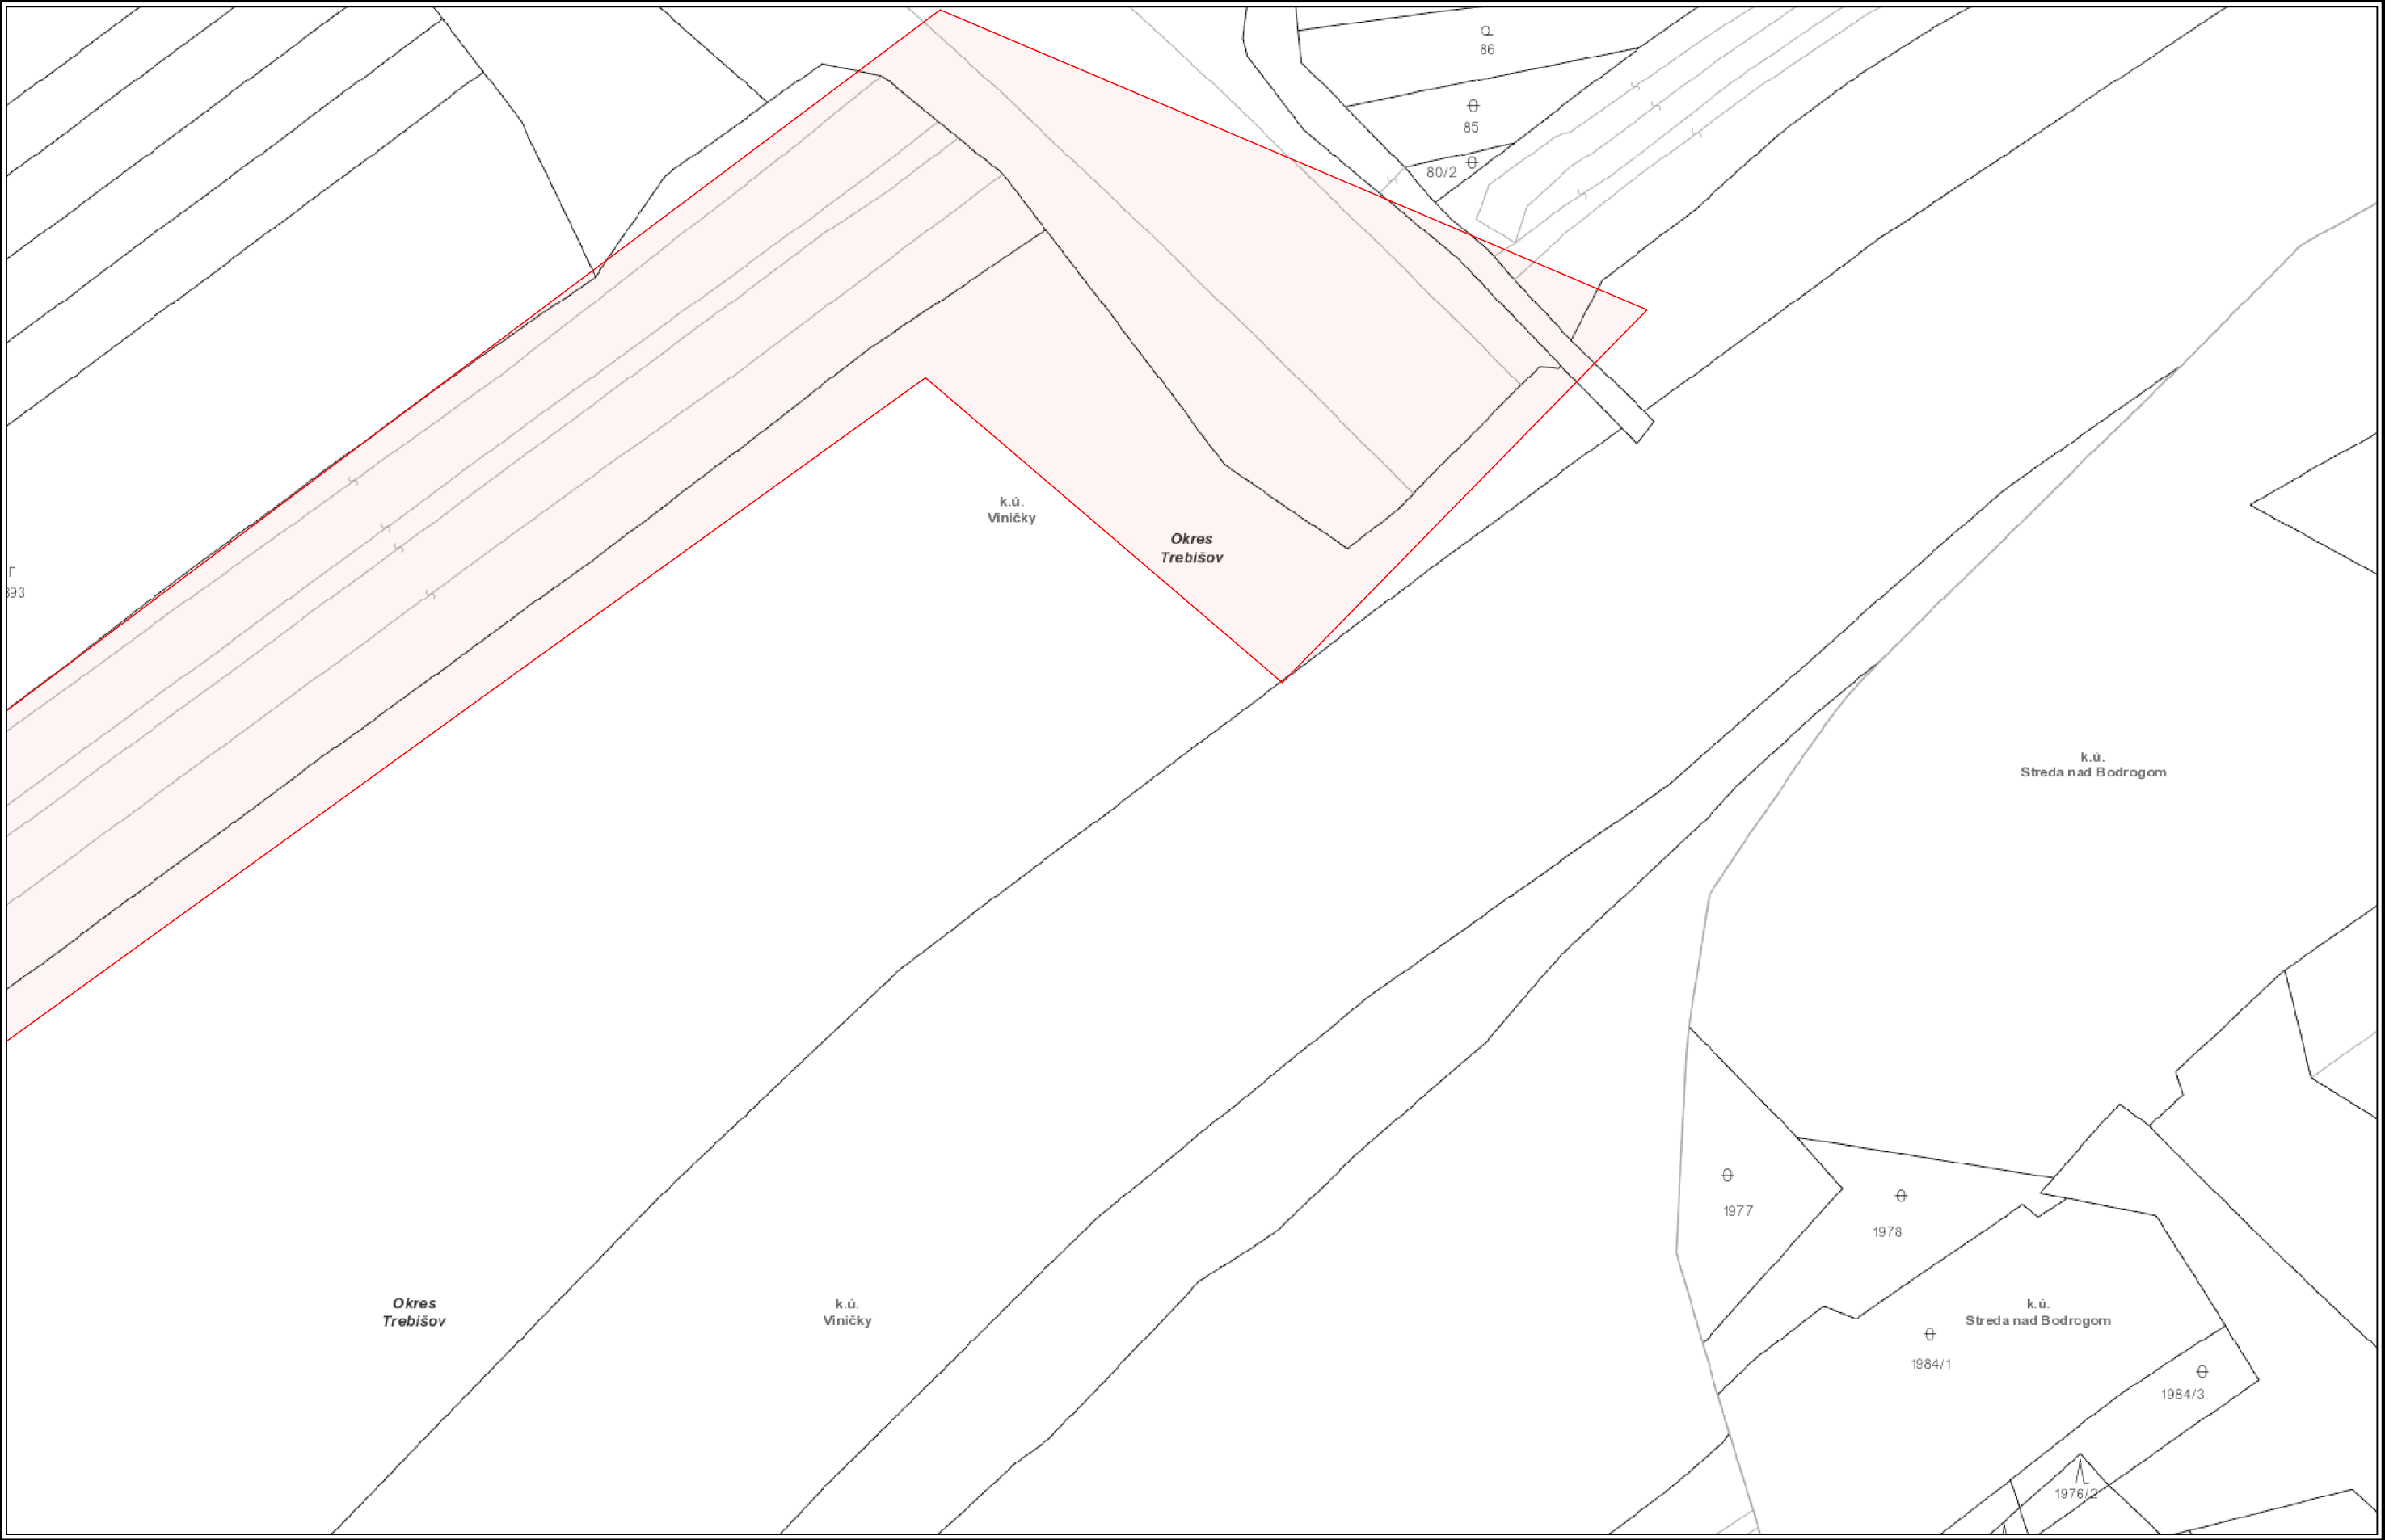 86
85
80/2
k.ú.
Viničky
Okres
Trebišov
393
k.ú.
Streda nad Bodrogom
1977
1978
Okres
Trebišov
k.ú.
Viničky
k.ú.
Streda nad Bodrogom
1984/1
1984/3
1976/2